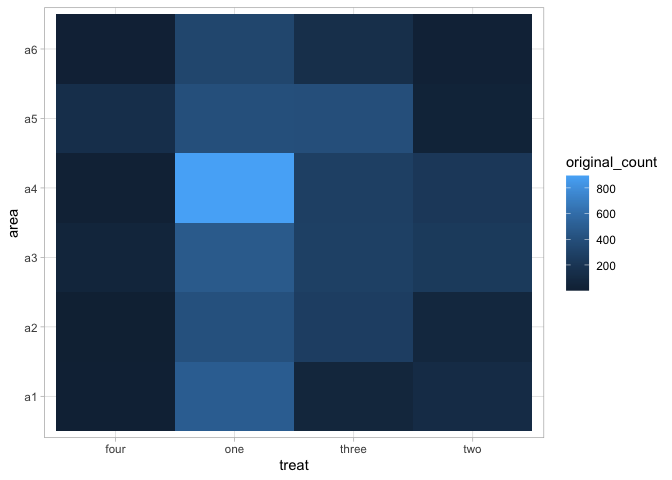 a6
a5
a4
a3
a2
a1
area
four one three two
treat
original_count
800
600
400
200